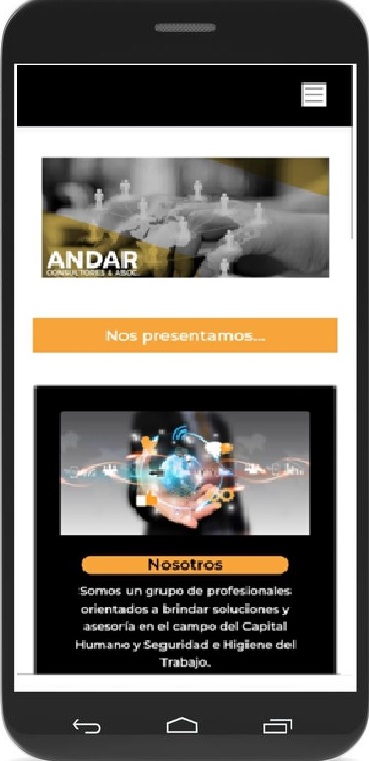 ANDAR
CONSULTORES & ABOG.
Nos presentamos...
Nosotros
Somos un grupo de profesionales
orientados a brindar soluciones y
asesoría en el campo del Capital
Humano y Seguridad e Higiene del
Trabajo.